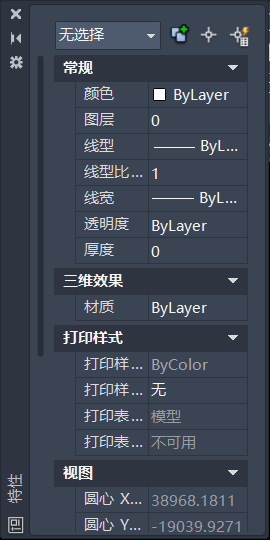 无选择
常规
颜色 ByLayer
图层 0
线型 ByL...
线型比... 1
线宽 ByL...
透明度 ByLayer
厚度 0
三维效果
材质 ByLayer
打印样式
打印样... ByColor
打印样... 无
打印表... 模型
打印表... 不可用
视图
圆心 X... 38968.1811
圆心 Y... -19039.9271
特性